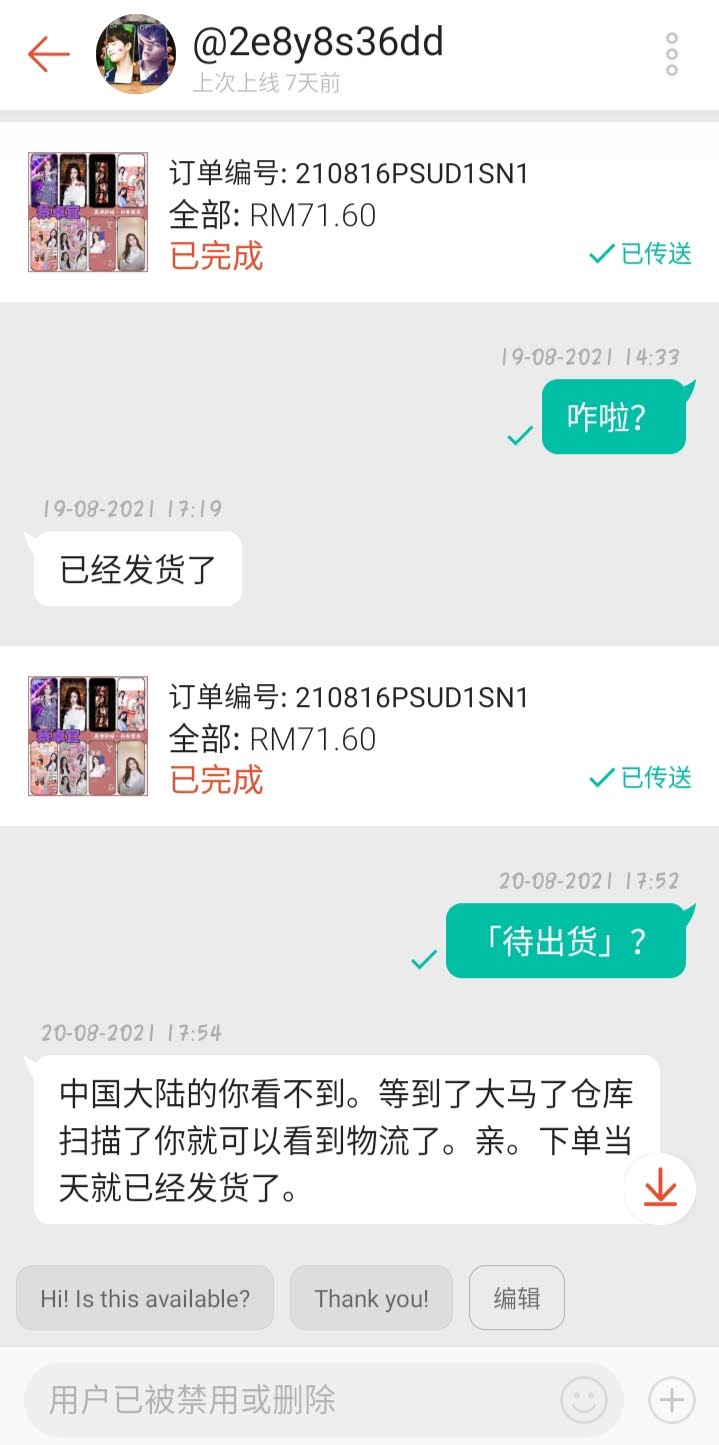 @2e8y8s36dd
上次上线 7天前
订单编号: 210816PSUD1SN1
全部: RM71.60
已完成
已传送
19-08-2021 14:33
咋啦?
19-08-2021 17:19
已经发货了
订单编号: 210816PSUD1SN1
全部: RM71.60
已完成
已传送
20-08-2021 17:52
「待出货」?
20-08-2021 17:54
中国大陆的你看不到。等到了大马了仓库
扫描了你就可以看到物流了。亲。下单当
天就已经发货了。
Hi! Is this available?
Thank you!
编辑
用户已被禁用或删除